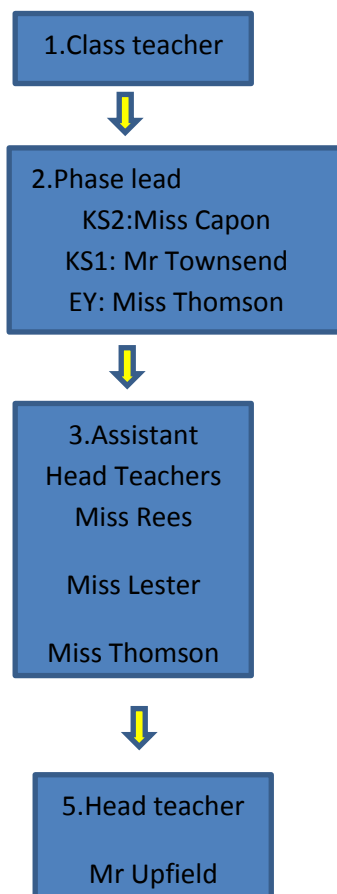 1.Class teacher
2.Phase lead
KS2:Miss Capon
KS1: Mr Townsend
EY: Miss Thomson
3.Assistant
Head Teachers
Miss Rees
Miss Lester
Miss Thomson
5.Head teacher
Mr Upfield